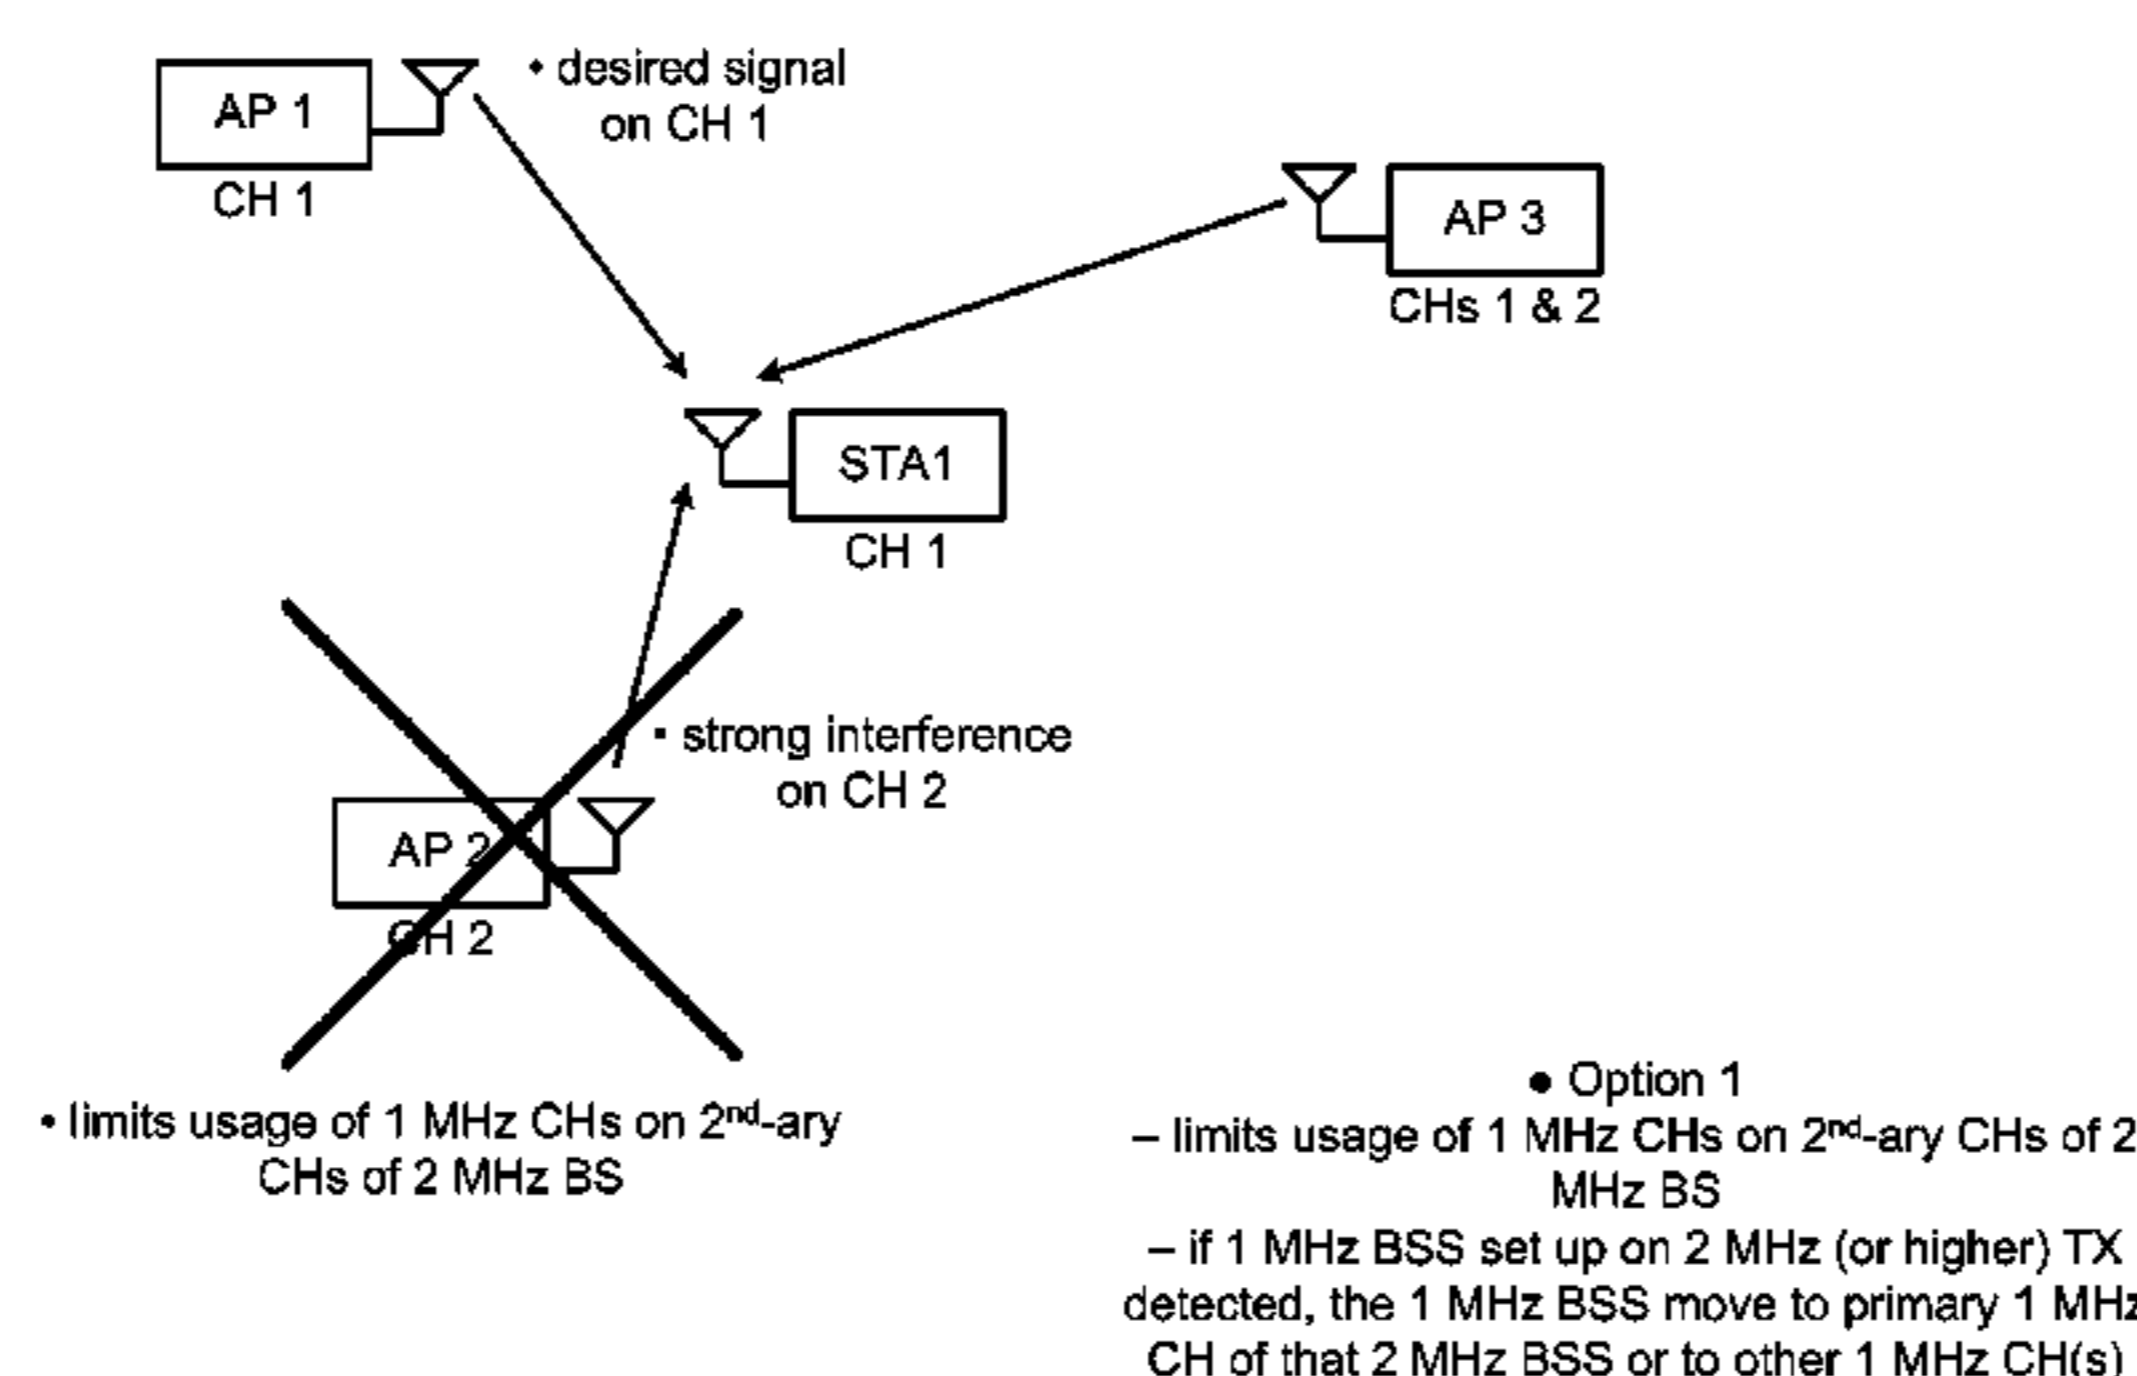 AP 1
CH 1
• desired signal
on CH 1
AP 3
CHs 1 & 2
STA1
CH 1
▪ strong interference
on CH 2
AP 2
CH 2
• limits usage of 1 MHz CHs on 2nd-ary
CHs of 2 MHz BS
● Option 1
– limits usage of 1 MHz CHs on 2nd-ary CHs of 2
MHz BS
– if 1 MHz BSS set up on 2 MHz (or higher) TX
detected, the 1 MHz BSS move to primary 1 MHz
CH of that 2 MHz BSS or to other 1 MHz CH(s)